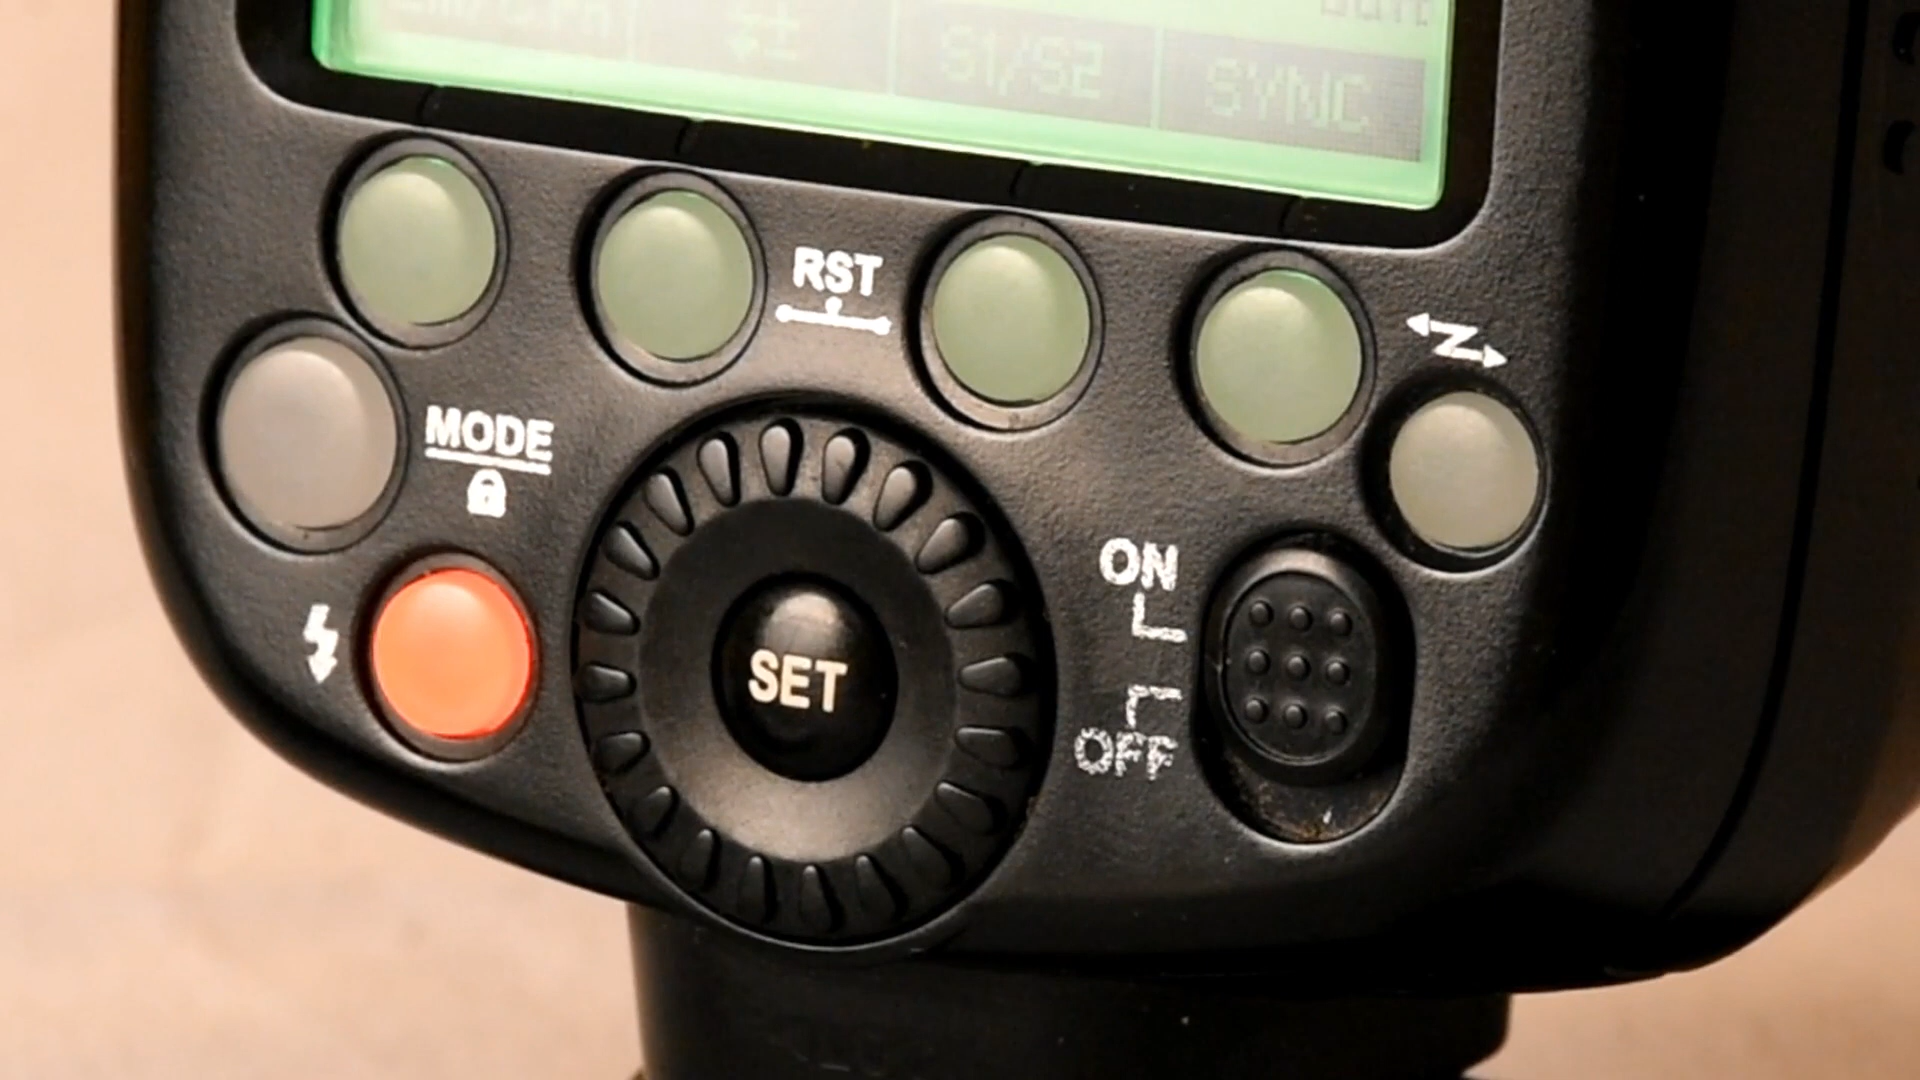 S1/S2 SYNC
RST
MODE
ON
SET
OFF